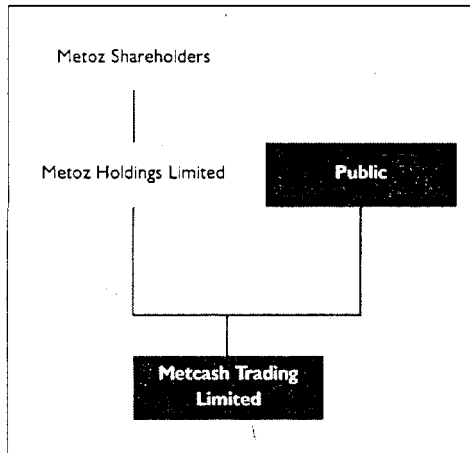 Metoz Shareholders
Metoz Holdings Limited
Public
Metcash Trading
Limited